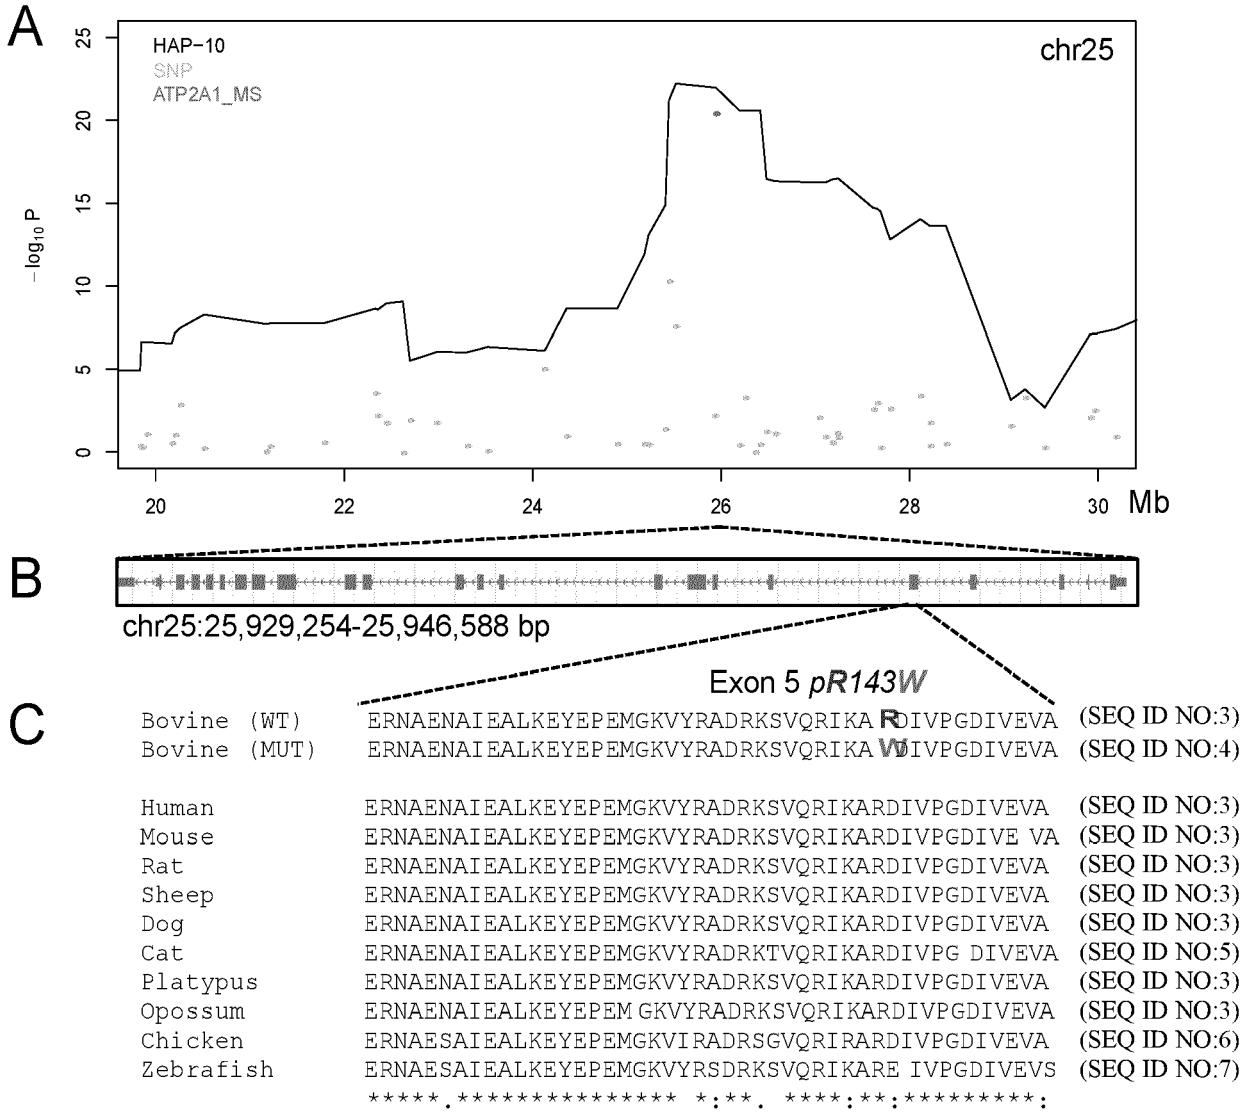 A
25
20
15
10
5
0
−log10 P
HAP−10
SNP
ATP2A1_MS
chr25
20 22 24 26 28 30 Mb
B
chr25:25,929,254-25,946,588 bp
Exon 5 pR143W
C
Bovine (WT) ERNAENAIEALKEYEPEMGKVYRADRKSVQRIKA RDIVPGDIVEVA (SEQ ID NO:3)
Bovine (MUT) ERNAENAIEALKEYEPEMGKVYRADRKSVQRIKA WDIVPGDIVEVA (SEQ ID NO:4)
Human ERNAENAIEALKEYEPEMGKVYRADRKSVQRIKARDIVPGDIVEVA (SEQ ID NO:3)
Mouse ERNAENAIEALKEYEPEMGKVYRADRKSVQRIKARDIVPGDIVE VA (SEQ ID NO:3)
Rat ERNAENAIEALKEYEPEMGKVYRADRKSVQRIKARDIVPGDIVEVA (SEQ ID NO:3)
Sheep ERNAENAIEALKEYEPEMGKVYRADRKSVQRIKARDIVPGDIVEVA (SEQ ID NO:3)
Dog ERNAENAIEALKEYEPEMGKVYRADRKSVQRIKARDIVPGDIVEVA (SEQ ID NO:3)
Cat ERNAENAIEALKEYEPEMGKVYRADRKTVQRIKARDIVPG DIVEVA (SEQ ID NO:5)
Platypus ERNAENAIEALKEYEPEMGKVYRADRKSVQRIKARDIVPGDIVEVA (SEQ ID NO:3)
Opossum ERNAENAIEALKEYEPEM GKVYRADRKSVQRIKARDIVPGDIVEVA (SEQ ID NO:3)
Chicken ERNAESAIEALKEYEPEMGKVIRADRSGVQRIKARDIVPGDIVEVA (SEQ ID NO:6)
Zebrafish ERNAESAIEALKEYEPEMGKVYRSDRKSVQRIKARE IVPGDIVEVS (SEQ ID NO:7)
*****.*************** *:**. ****:**:*********: